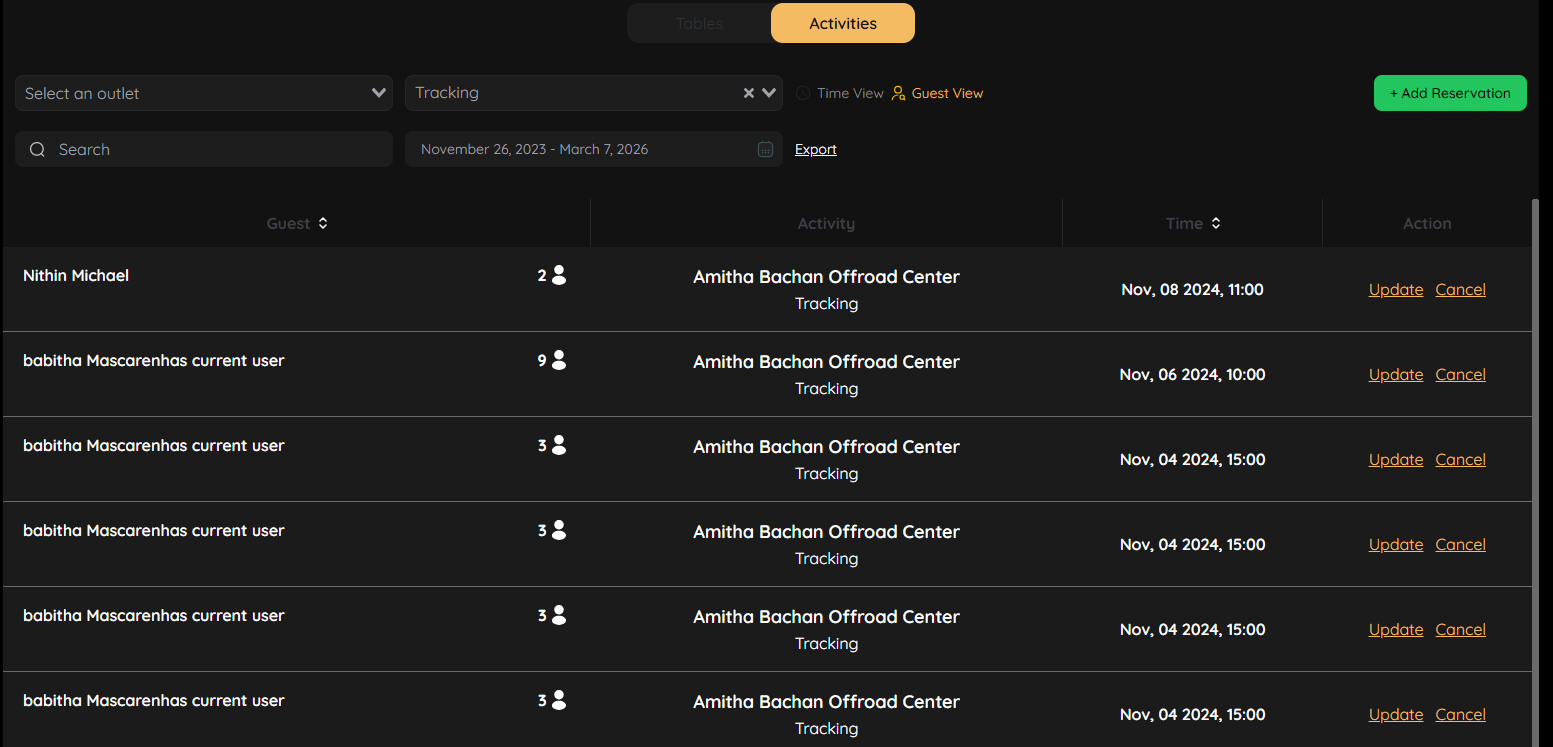 Tables
Activities
Select an outlet
Tracking
Time View
Guest View
+ Add Reservation
Search
November 26, 2023 - March 7, 2026
Export
Guest
Activity
Time
Action
Nithin Michael
2
Amitha Bachan Offroad Center
Tracking
Nov, 08 2024, 11:00
Update Cancel
babitha Mascarenhas current user
9
Amitha Bachan Offroad Center
Tracking
Nov, 06 2024, 10:00
Update Cancel
babitha Mascarenhas current user
3
Amitha Bachan Offroad Center
Tracking
Nov, 04 2024, 15:00
Update Cancel
babitha Mascarenhas current user
3
Amitha Bachan Offroad Center
Tracking
Nov, 04 2024, 15:00
Update Cancel
babitha Mascarenhas current user
3
Amitha Bachan Offroad Center
Tracking
Nov, 04 2024, 15:00
Update Cancel
babitha Mascarenhas current user
3
Amitha Bachan Offroad Center
Tracking
Nov, 04 2024, 15:00
Update Cancel